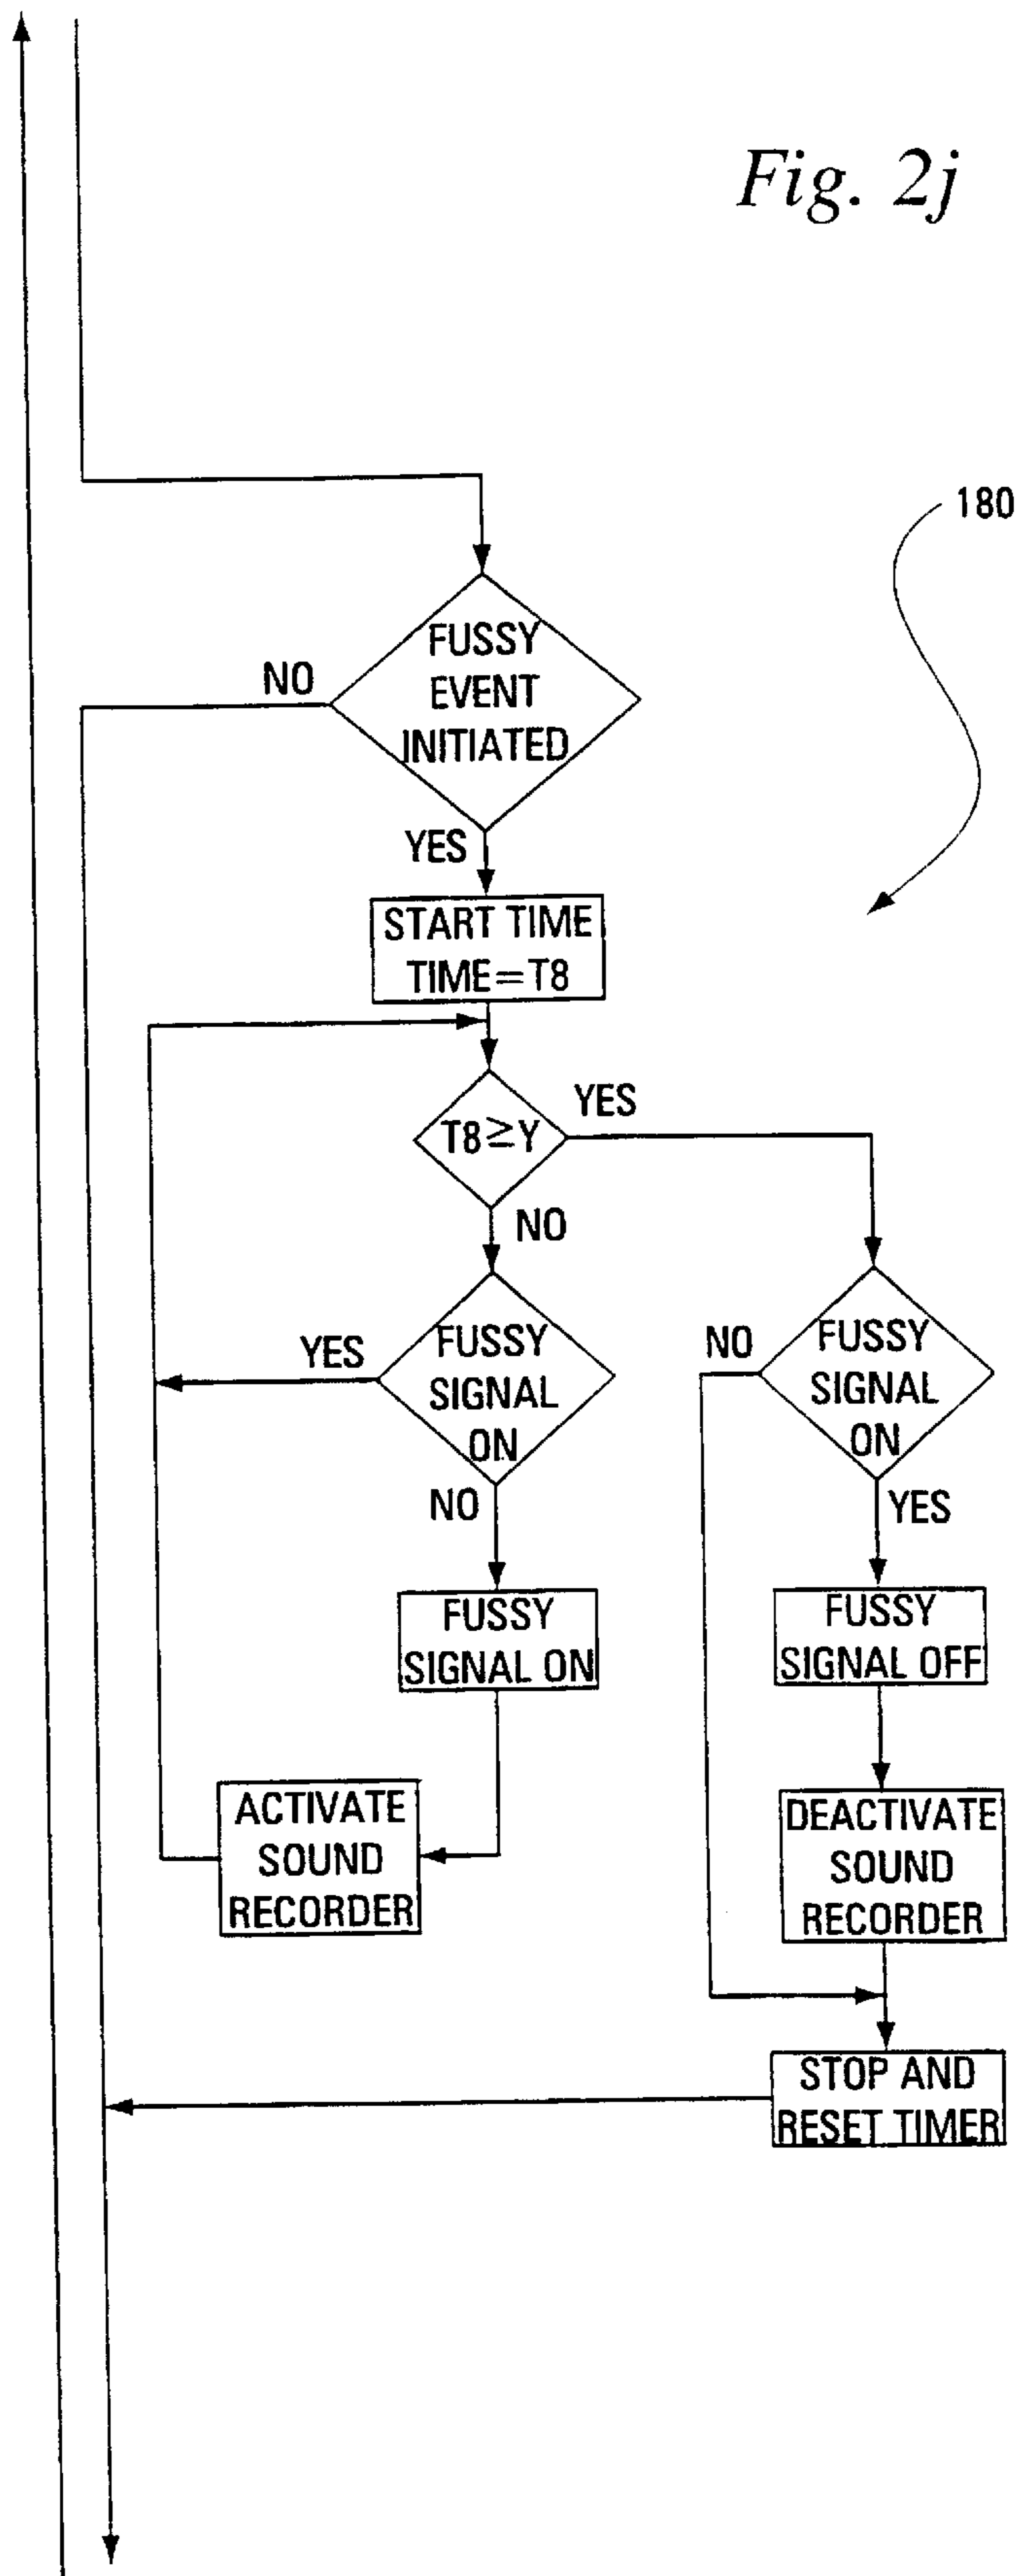 Fig. 2j
180
FUSSY
EVENT
INITIATED
NO
YES
START TIME
TIME=T8
T8≧Y
YES
NO
FUSSY
SIGNAL
ON
YES
NO
FUSSY
SIGNAL
ON
NO
YES
FUSSY
SIGNAL ON
FUSSY
SIGNAL OFF
ACTIVATE
SOUND
RECORDER
DEACTIVATE
SOUND
RECORDER
STOP AND
RESET TIMER